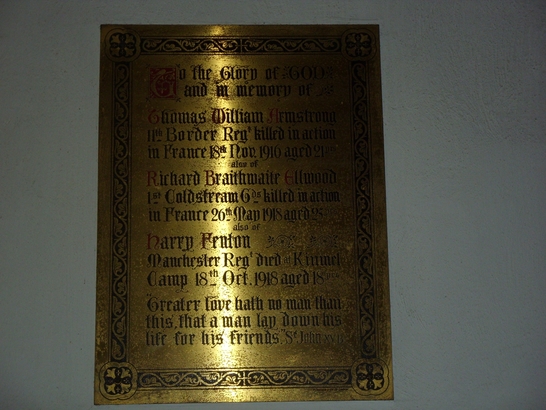 To the Glory of GOD
and in memory of
Thomas William Armstrong
11th Border Regt killed in action
in France 18th Nov. 1916 aged 21
also of
Richard Braithwaite Ellwood
1st Coldstream Gds killed in action
in France 26th May 1918 aged
also of
Harry Fenton
Manchester Regt died at Kinmel
Camp 18th Oct. 1918 aged 18
"Greater love hath no man than
this, that a man lay down his
life for his friends." St John